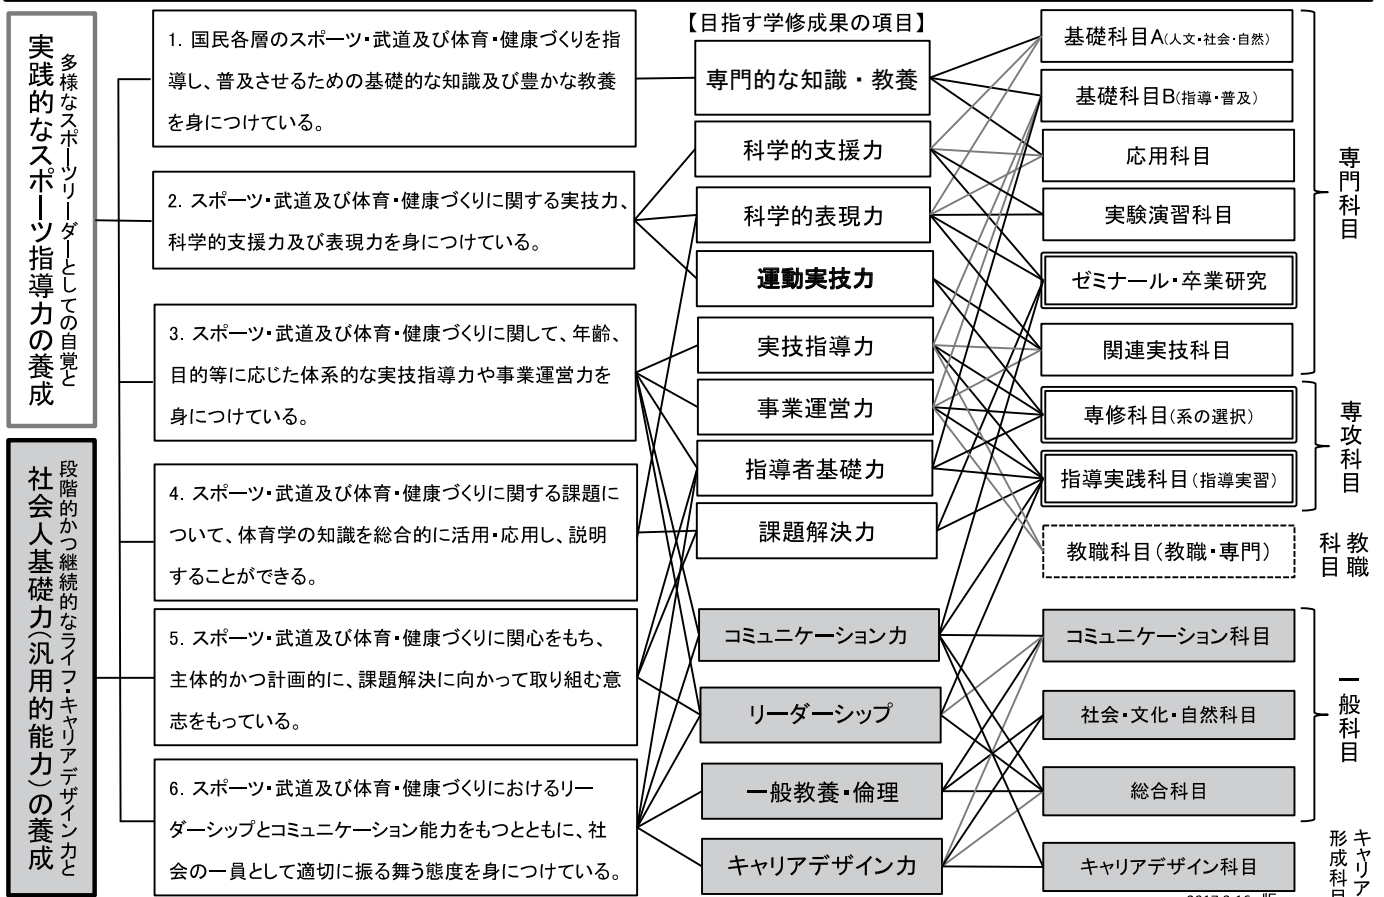 多様なスポーツリーダーとしての自覚と
実践的なスポーツ指導力の養成
段階的かつ継続的なライフ・キャリアデザイン力と
社会人基礎力(汎用的能力)の養成
1. 国民各層のスポーツ・武道及び体育・健康づくりを指
導し、普及させるための基礎的な知識及び豊かな教養
を身につけている。
2. スポーツ・武道及び体育・健康づくりに関する実技力、
科学的支援力及び表現力を身につけている。
3. スポーツ・武道及び体育・健康づくりに関して、年齢、
目的等に応じた体系的な実技指導力や事業運営力を
身につけている。
4. スポーツ・武道及び体育・健康づくりに関する課題に
ついて、体育学の知識を総合的に活用・応用し、説明
することができる。
5. スポーツ・武道及び体育・健康づくりに関心をもち、
主体的かつ計画的に、課題解決に向かって取り組む意
志をもっている。
6. スポーツ・武道及び体育・健康づくりにおけるリー
ダーシップとコミュニケーション能力をもつとともに、社
会の一員として適切に振る舞う態度を身につけている。
【目指す学修成果の項目】
専門的な知識・教養
科学的支援力
科学的表現力
運動実技力
実技指導力
事業運営力
指導者基礎力
課題解決力
コミュニケーション力
リーダーシップ
一般教養・倫理
キャリアデザイン力
基礎科目A(人文・社会・自然)
基礎科目B(指導・普及)
応用科目
実験演習科目
ゼミナール・卒業研究
関連実技科目
専修科目(系の選択)
指導実践科目(指導実習)
教職科目(教職・専門)
コミュニケーション科目
社会・文化・自然科目
総合科目
キャリアデザイン科目
専門科目
専攻科目
教職
科目
一般科目
キャリア
形成科目